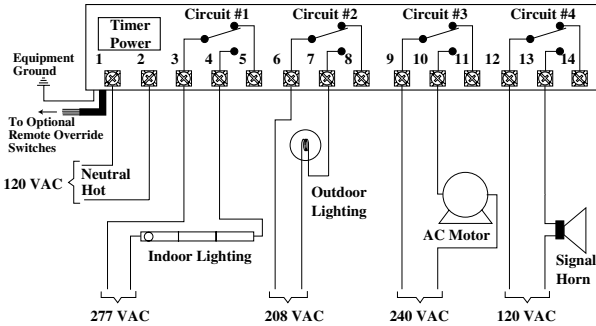 Timer
Power
Circuit #1
Circuit #2
Circuit #3
Circuit #4
1 2 3 4 5 6 7 8 9 10 11 12 13 14
Equipment
Ground
To Optional
Remote Override
Switches
120 VAC
Neutral
Hot
Indoor Lighting
Outdoor
Lighting
AC Motor
Signal
Horn
277 VAC
208 VAC
240 VAC
120 VAC